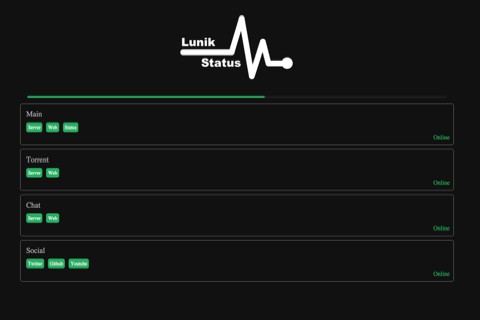 Lunik
Status
Main
Server Web Status
Online
Torrent
Server Web
Online
Chat
Server Web
Online
Social
Twitter Github Youtube
Online